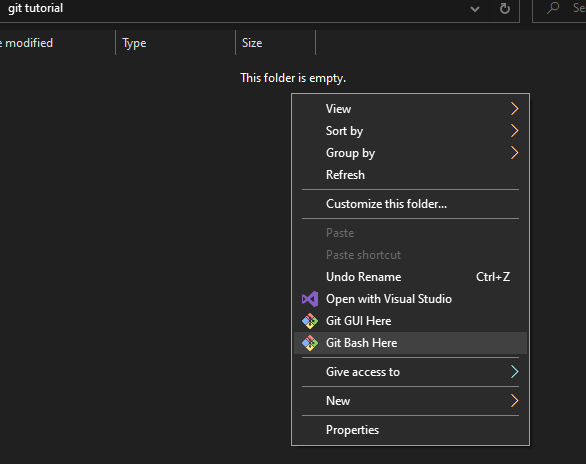 git tutorial
Se
e modified
Type
Size
This folder is empty.
View
Sort by
Group by
Refresh
Customize this folder...
Paste
Paste shortcut
Undo Rename Ctrl+Z
Open with Visual Studio
Git GUI Here
Git Bash Here
Give access to
New
Properties